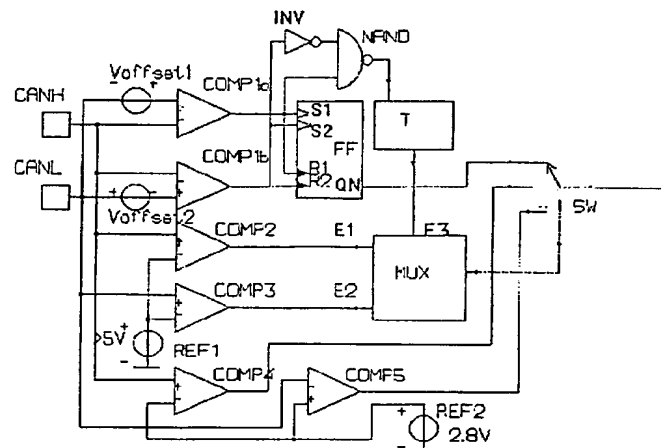 INV
NAND
Voffset1
COMP1a
CANH
S1
S2
T
FF
COMP1b
CANL
R1
R2
QN
SW
Voffset2
COMP2
E1
E3
MUX
COMP3
E2
5V
REF1
COMP4
COMP5
REF2
2.8V